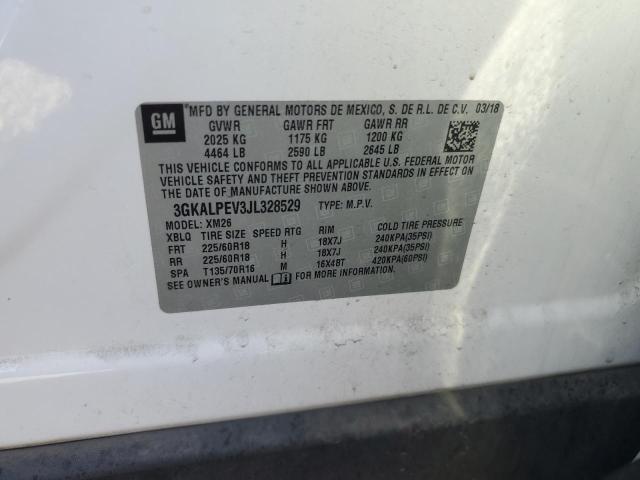 GM
*MFD BY GENERAL MOTORS DE MEXICO, S. DE R.L. DE C.V. 03/18
GVWR GAWR FRT GAWR RR
2025 KG 1175 KG 1200 KG
4464 LB 2590 LB 2645 LB
THIS VEHICLE CONFORMS TO ALL APPLICABLE U.S. FEDERAL MOTOR
VEHICLE SAFETY AND THEFT PREVENTION STANDARDS IN EFFECT ON
THE DATE OF MANUFACTURE SHOWN ABOVE.
3GKALPEV3JL328529 TYPE: M.P.V.
MODEL: XM26
XBLQ TIRE SIZE SPEED RTG RIM COLD TIRE PRESSURE
FRT 225/60R18 H 18X7J 240KPA(35PSI)
RR 225/60R18 H 18X7J 240KPA(35PSI)
SPA T135/70R16 M 16X4BT 420KPA(60PSI)
SEE OWNER'S MANUAL FOR MORE INFORMATION.